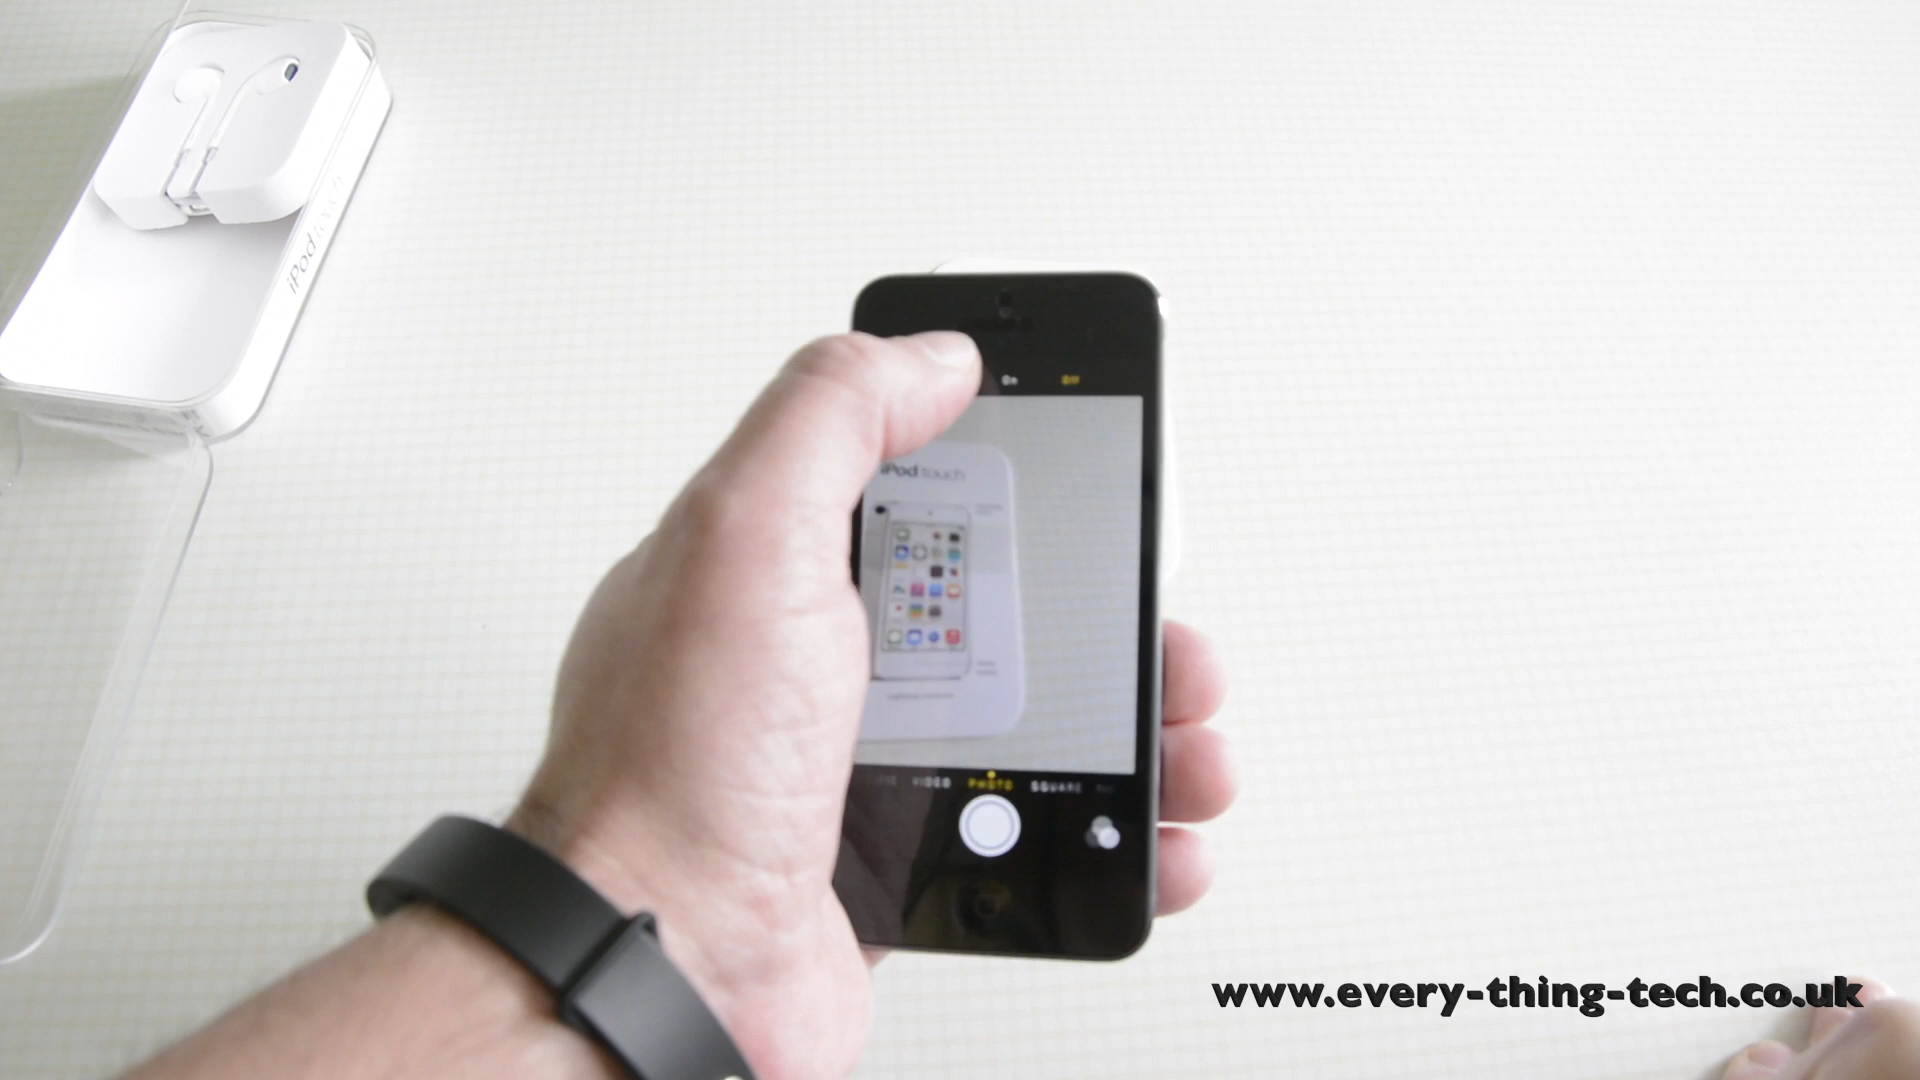 iPod touch
On Off
iPod touch
VIDEO PHOTO SQUARE
www.every-thing-tech.co.uk